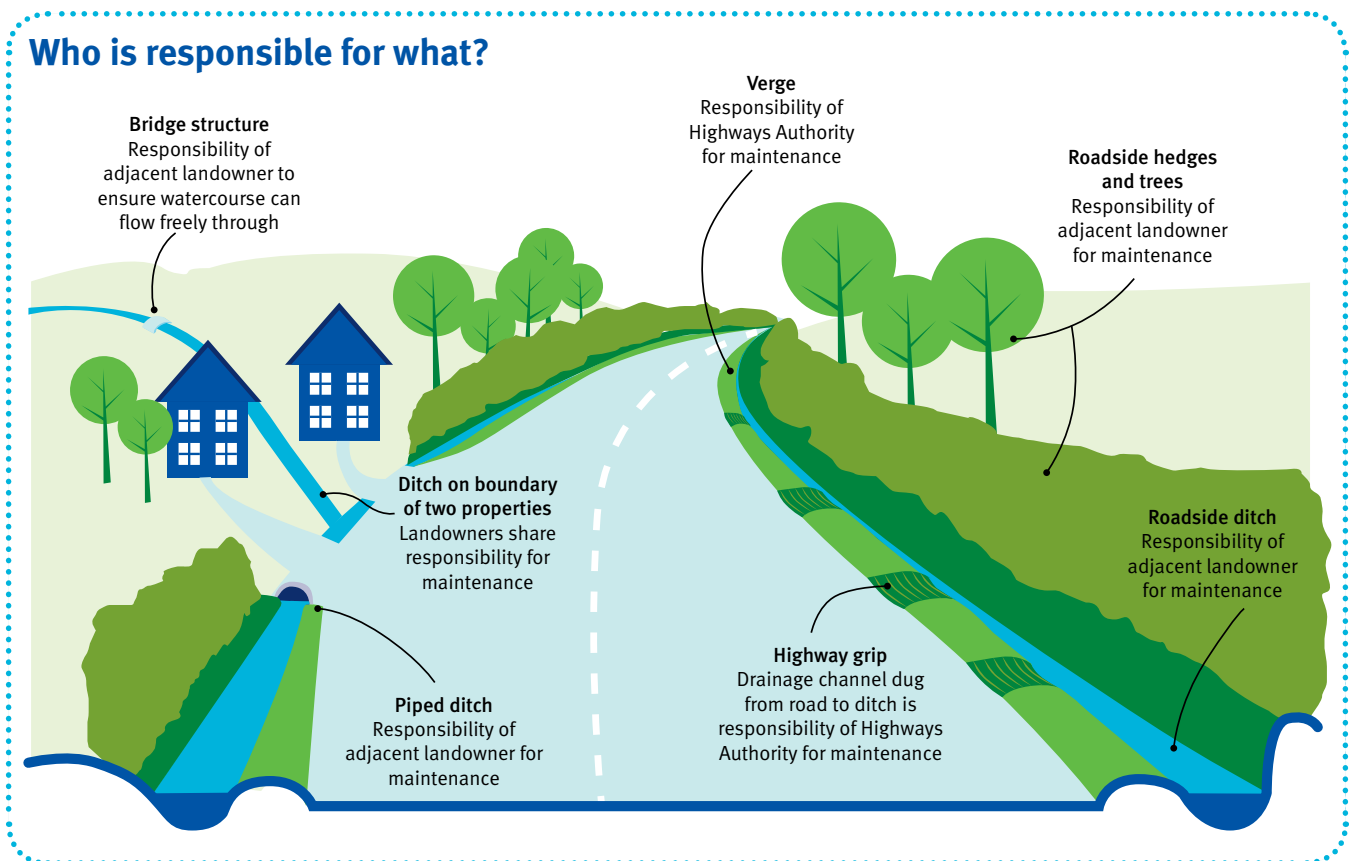 Who is responsible for what?
Bridge structure
Responsibility of
adjacent landowner to
ensure watercourse can
flow freely through
Verge
Responsibility of
Highways Authority
for maintenance
Roadside hedges
and trees
Responsibility of
adjacent landowner
for maintenance
Ditch on boundary
of two properties
Landowners share
responsibility for
maintenance
Roadside ditch
Responsibility of
adjacent landowner
for maintenance
Piped ditch
Responsibility of
adjacent landowner for
maintenance
Highway grip
Drainage channel dug
from road to ditch is
responsibility of Highways
Authority for maintenance